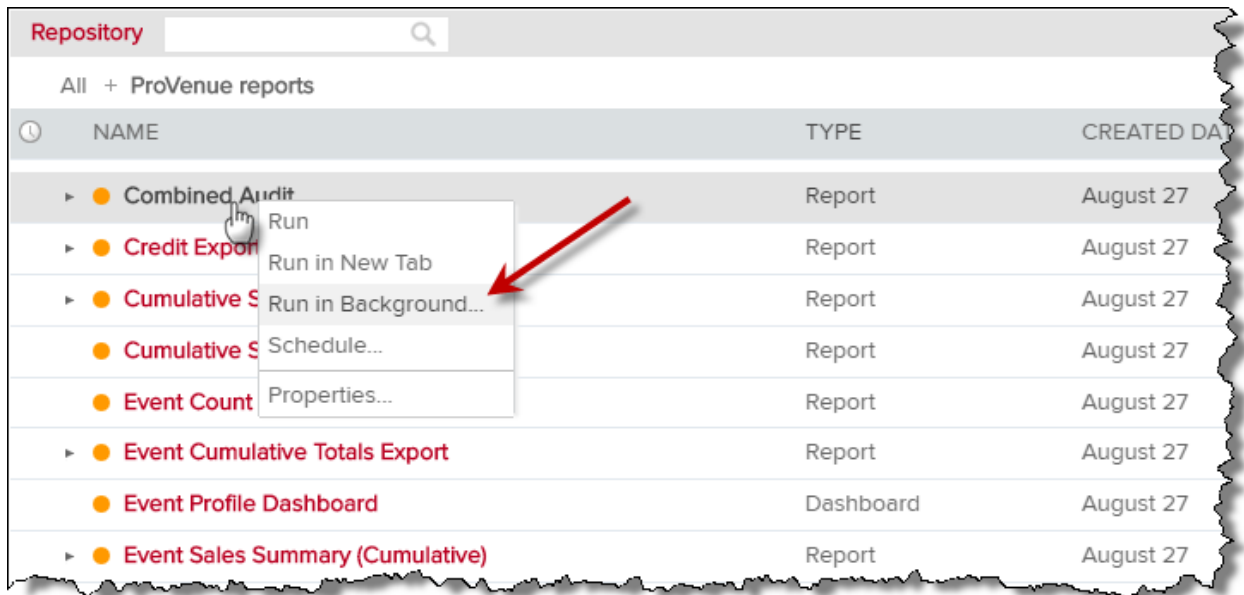 Repository
All + ProVenue reports
NAME TYPE CREATED
Combined Audit Report August 27
Run
Credit Report August 27
Run in New Tab
Cumulative Report August 27
Run in Background...
Cumulative Report August 27
Schedule...
Event Count Report August 27
Properties...
Event Cumulative Totals Export Report August 27
Event Profile Dashboard Dashboard August 27
Event Sales Summary (Cumulative) Report August 27